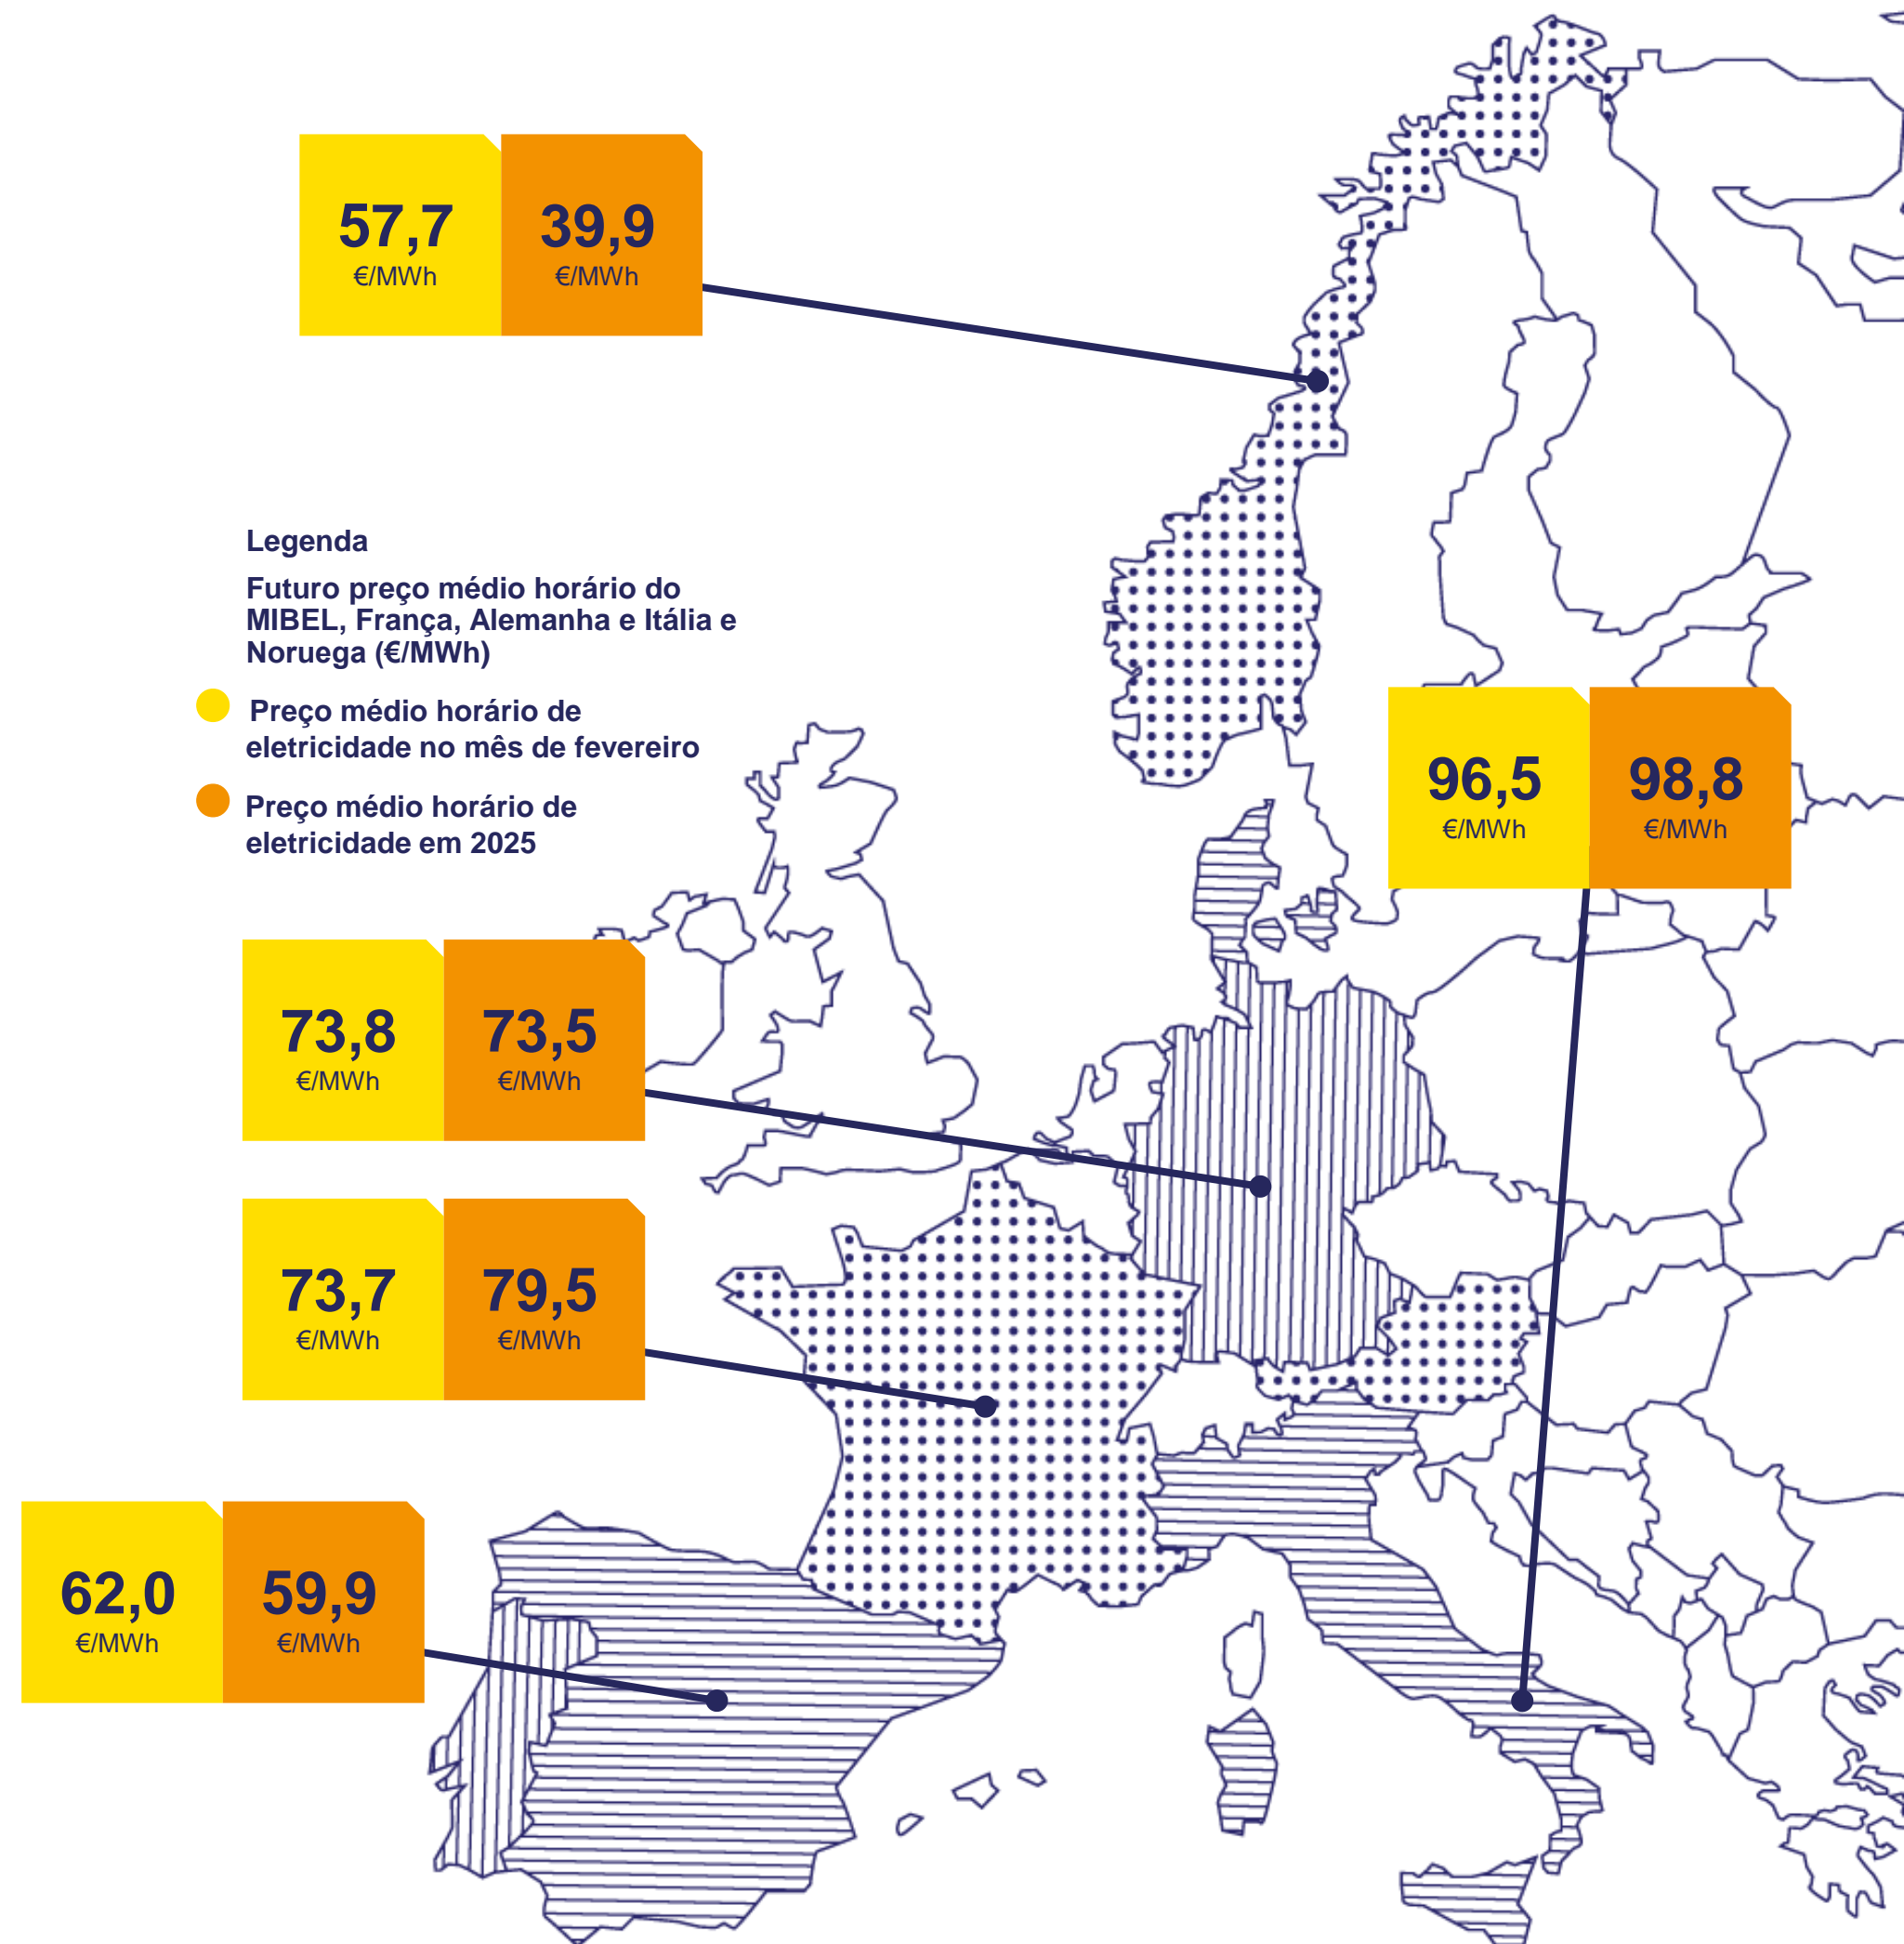 57,7
€/MWh
39,9
€/MWh
Legenda
Futuro preço médio horário do
MIBEL, França, Alemanha e Itália e
Noruega (€/MWh)
Preço médio horário de
eletricidade no mês de fevereiro
Preço médio horário de
eletricidade em 2025
96,5
€/MWh
98,8
€/MWh
73,8
€/MWh
73,5
€/MWh
73,7
€/MWh
79,5
€/MWh
62,0
€/MWh
59,9
€/MWh